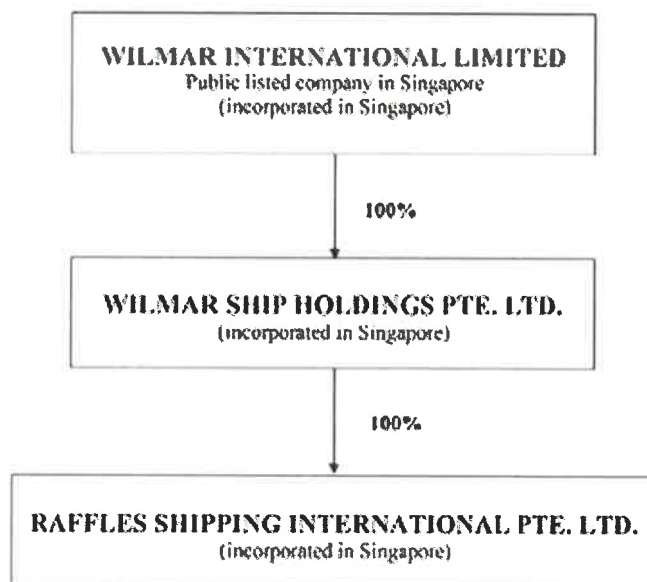 WILMAR INTERNATIONAL LIMITED
Public listed company in Singapore
(incorporated in Singapore)
100%
WILMAR SHIP HOLDINGS PTE. LTD.
(incorporated in Singapore)
100%
RAFFLES SHIPPING INTERNATIONAL PTE. LTD.
(incorporated in Singapore)